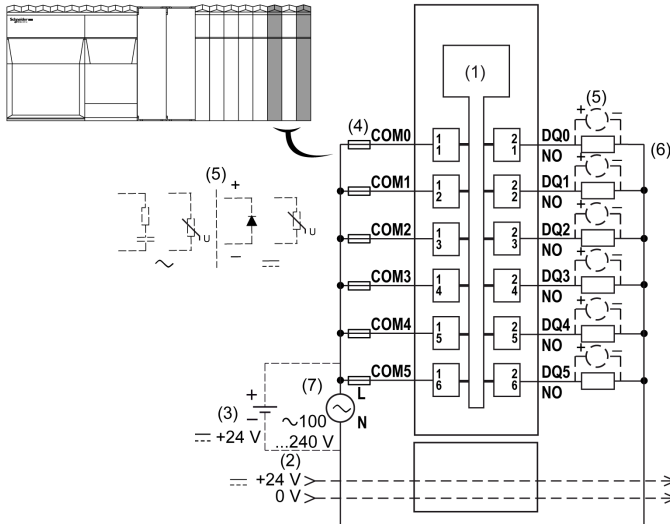 Schneider
(1)
(4)
COM0
1
1
2
1
DQ0
NO
(5)
+
–
(6)
COM1
1
2
2
2
DQ1
NO
+
–
COM2
1
3
2
3
DQ2
NO
+
–
COM3
1
4
2
4
DQ3
NO
+
–
COM4
1
5
2
5
DQ4
NO
+
–
COM5
1
6
2
6
DQ5
NO
+
–
(5)
+
–
U
U
(7)
L
N
+
–
(3)
+24 V
~100
...240 V
(2)
+24 V
0 V